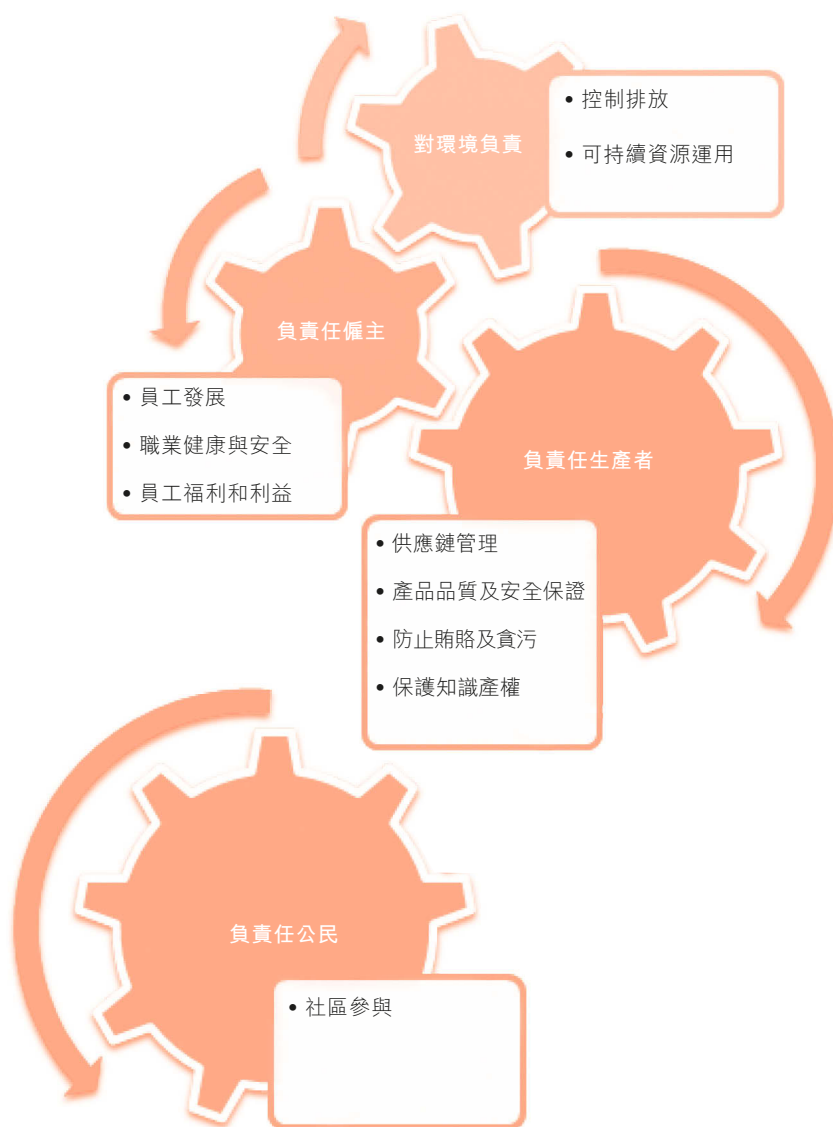 對環境負責
• 控制排放
• 可持續資源運用
負責任僱主
• 員工發展
• 職業健康與安全
• 員工福利和利益
負責任生產者
• 供應鏈管理
• 產品品質及安全保證
• 防止賄賂及貪污
• 保護知識產權
負責任公民
• 社區參與